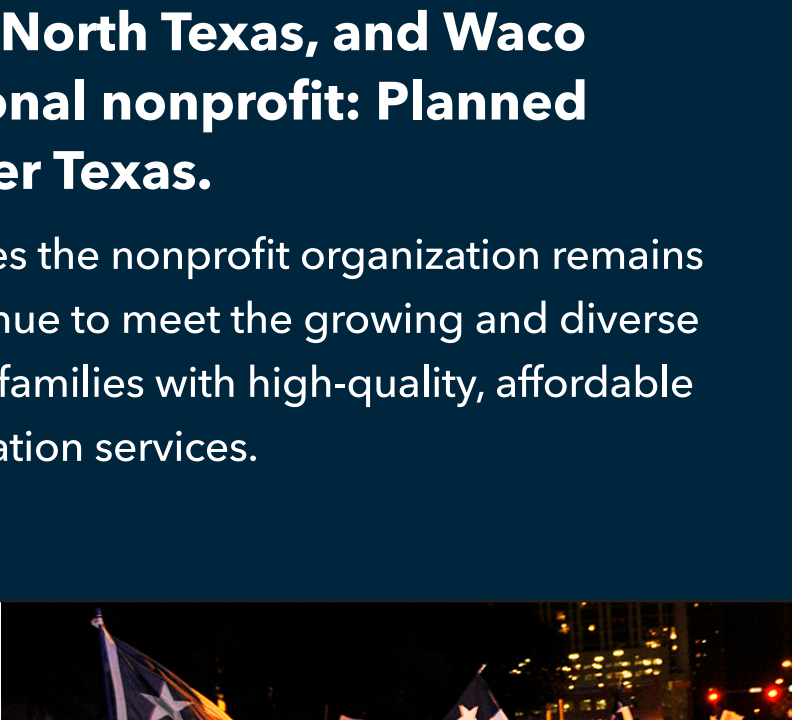 North Texas, and Waco
onal nonprofit: Planned
er Texas.
es the nonprofit organization remains
nue to meet the growing and diverse
families with high-quality, affordable
ation services.